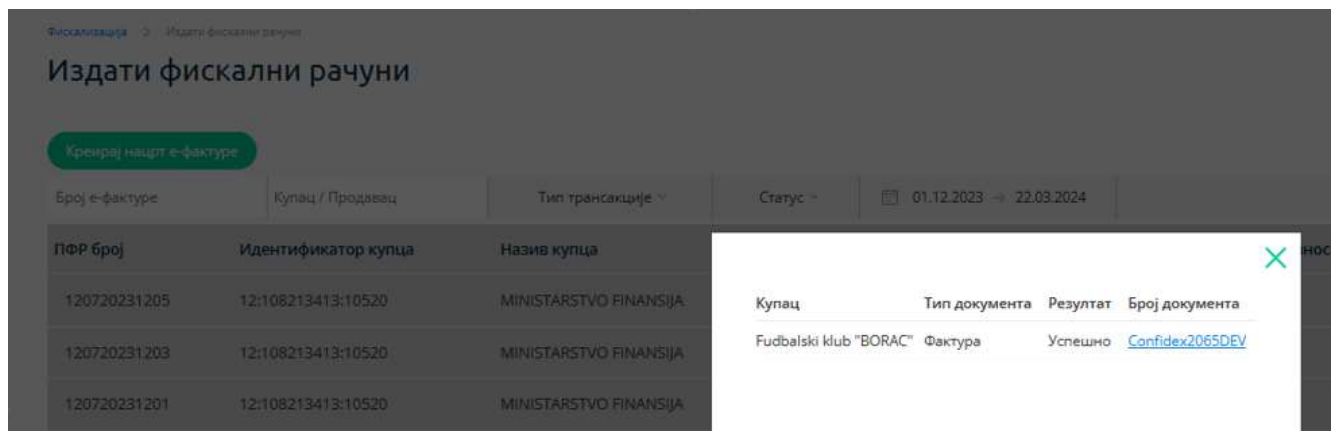 Фискализација > Издати фискални рачуни
Издати фискални рачуни
Креирај нацрт е-фактуре
Број е-фактуре Купац / Продавац Тип трансакције Статус 01.12.2023 → 22.03.2024
ПФР број Идентификатор купца Назив купца
120720231205 12:108213413:10520 MINISTARSTVO FINANSIJA
120720231203 12:108213413:10520 MINISTARSTVO FINANSIJA
120720231201 12:108213413:10520 MINISTARSTVO FINANSIJA
Купац Тип документа Резултат Број документа
Fudbalski klub "BORAC" Фактура Успешно Confidex2065DEV